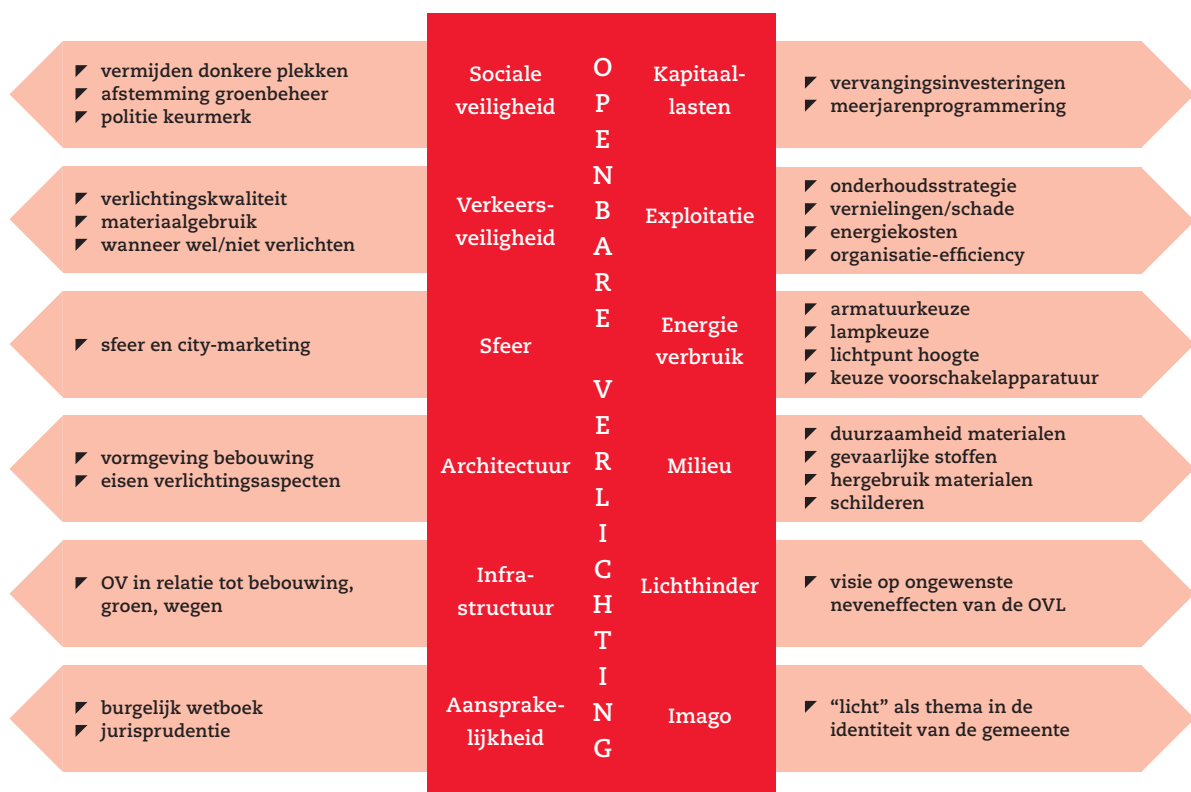 vermijden donkere plekken
afstemming groenbeheer
politie keurmerk
Sociale
veiligheid
Kapitaal-
lasten
vervangingsinvesteringen
meerjarenprogrammering
verlichtingskwaliteit
materiaalgebruik
wanneer wel/niet verlichten
Verkeers-
veiligheid
Exploitatie
onderhoudsstrategie
vernielingen/schade
energiekosten
organisatie-efficiency
sfeer en city-marketing
Sfeer
Energie
verbruik
armatuurkeuze
lampkeuze
lichtpunt hoogte
keuze voorschakelapparatuur
vormgeving bebouwing
eisen verlichtingsaspecten
Architectuur
Milieu
duurzaamheid materialen
gevaarlijke stoffen
hergebruik materialen
schilderen
OV in relatie tot bebouwing,
groen, wegen
Infra-
structuur
Lichthinder
visie op ongewenste
neveneffecten van de OVL
burgelijk wetboek
jurisprudentie
Aansprake-
lijkheid
Imago
“licht” als thema in de
identiteit van de gemeente
OPENBARE VERLICHTING